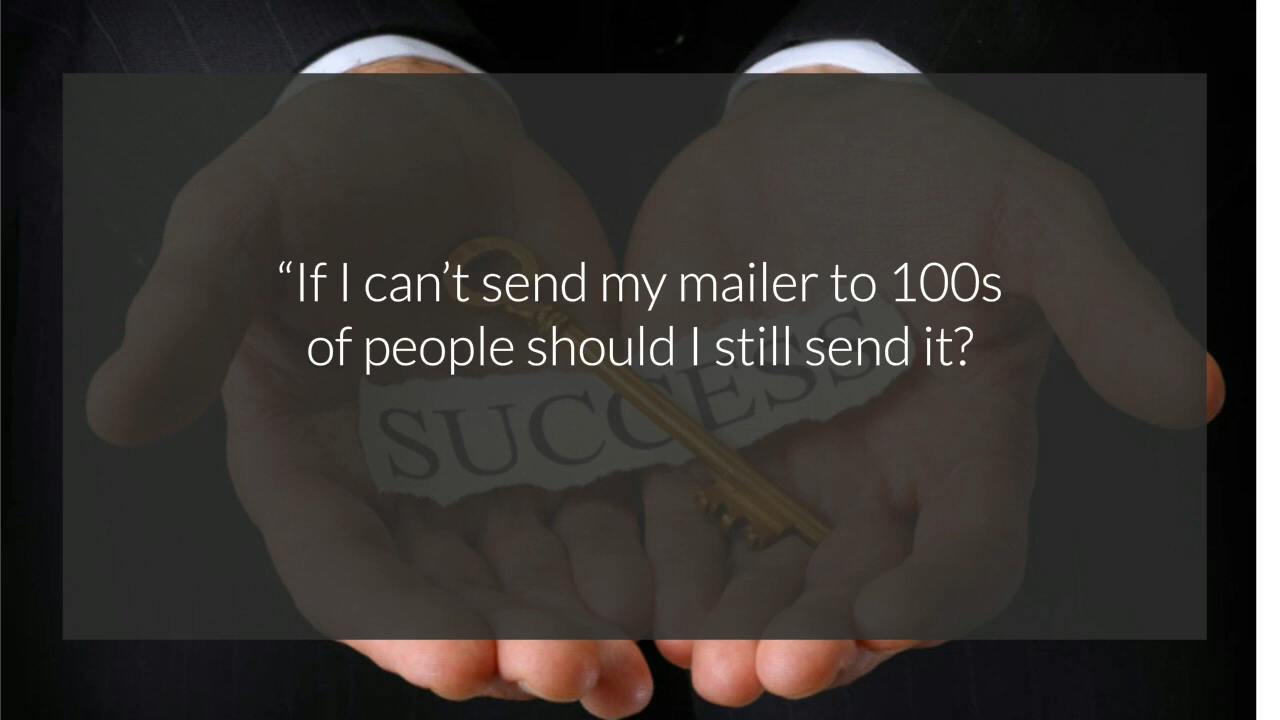 “If I can’t send my mailer to 100s
of people should I still send it?
SUCCESS